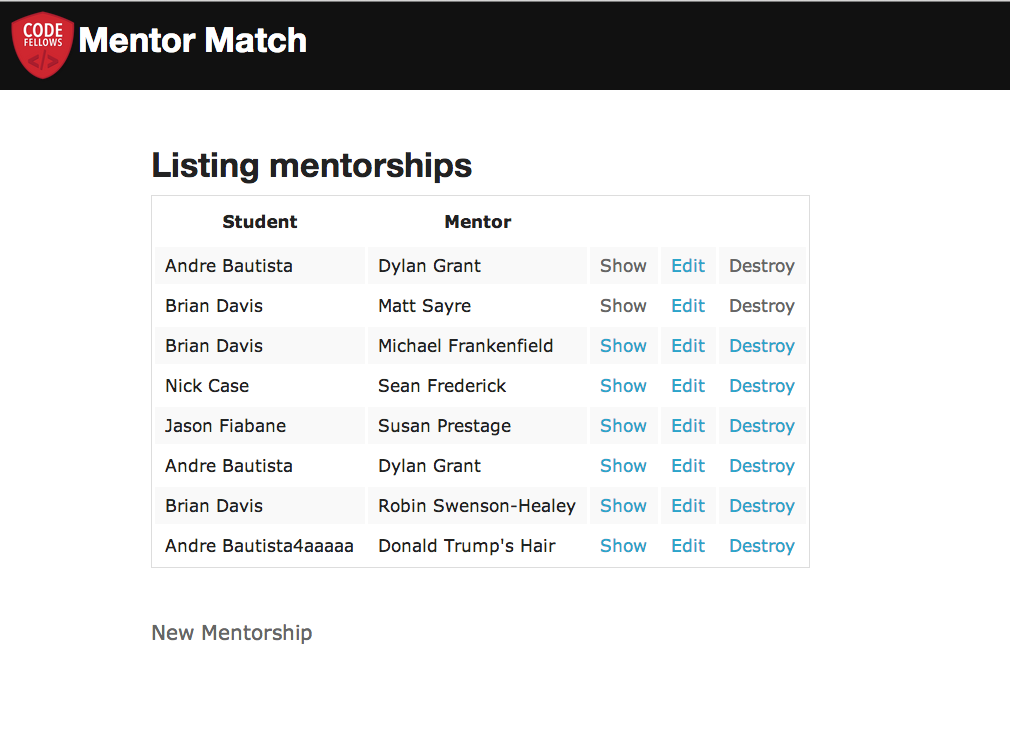 CODE
FELLOWS
</>
Mentor Match
Listing mentorships
Student Mentor
Andre Bautista Dylan Grant Show Edit Destroy
Brian Davis Matt Sayre Show Edit Destroy
Brian Davis Michael Frankenfield Show Edit Destroy
Nick Case Sean Frederick Show Edit Destroy
Jason Fiabane Susan Prestage Show Edit Destroy
Andre Bautista Dylan Grant Show Edit Destroy
Brian Davis Robin Swenson-Healey Show Edit Destroy
Andre Bautista4aaaaa Donald Trump's Hair Show Edit Destroy
New Mentorship